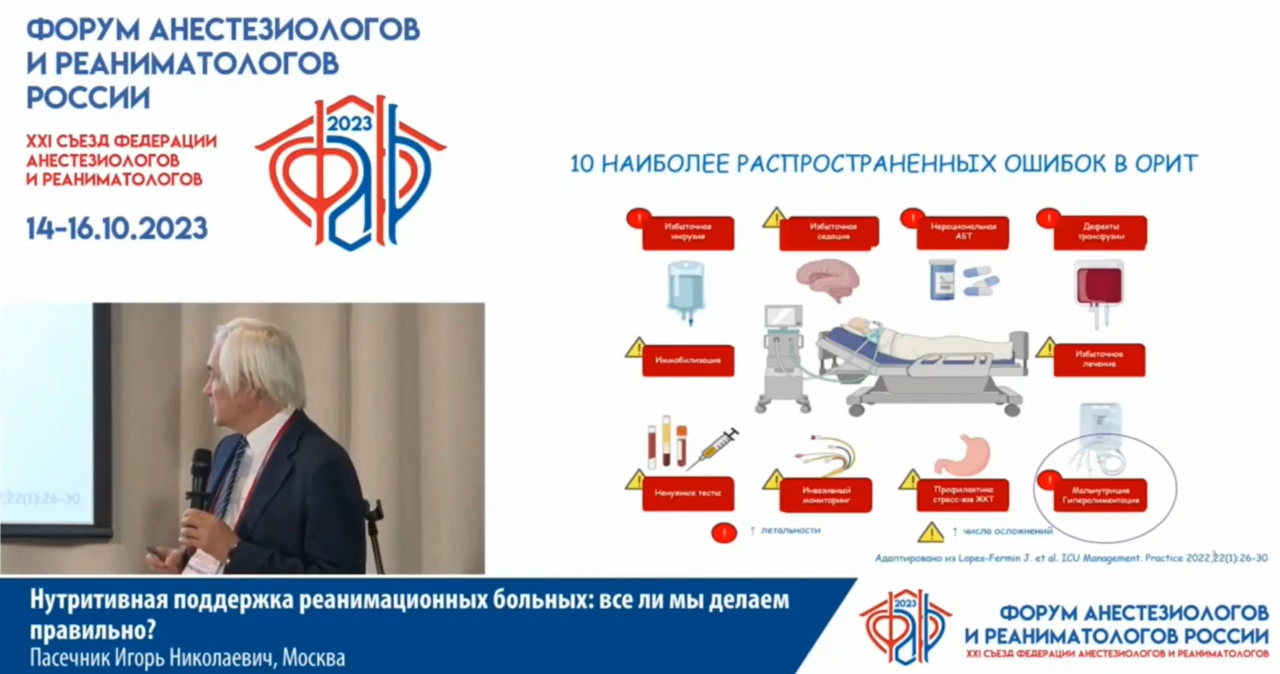 ФОРУМ АНЕСТЕЗИОЛОГОВ
И РЕАНИМАТОЛОГОВ
РОССИИ
XXI СЪЕЗД ФЕДЕРАЦИИ
АНЕСТЕЗИОЛОГОВ
И РЕАНИМАТОЛОГОВ
14-16.10.2023
2023
ФАР
10 НАИБОЛЕЕ РАСПРОСТРАНЕННЫХ ОШИБОК В ОРИТ
Избыточная
инфузия
Избыточная
седация
Нерациональная
АБТ
Дефекты
трансфузии
Иммобилизация
Избыточное
лечение
Ненужные тесты
Инвазивный
мониторинг
Профилактика
стресс-язв ЖКТ
Мальнутриция
Гипералиментация
↑ летальности
↑ числа осложнений
Адаптировано из Lopes-Fermin J. et al. ICU Management. Practice 2022;22(1):26-30
22(1):26-30
Нутритивная поддержка реанимационных больных: все ли мы делаем
правильно?
Пасечник Игорь Николаевич, Москва
2023
ФАР
ФОРУМ АНЕСТЕЗИОЛОГОВ
И РЕАНИМАТОЛОГОВ РОССИИ
XXI СЪЕЗД ФЕДЕРАЦИИ АНЕСТЕЗИОЛОГОВ И РЕАНИМАТОЛОГОВ